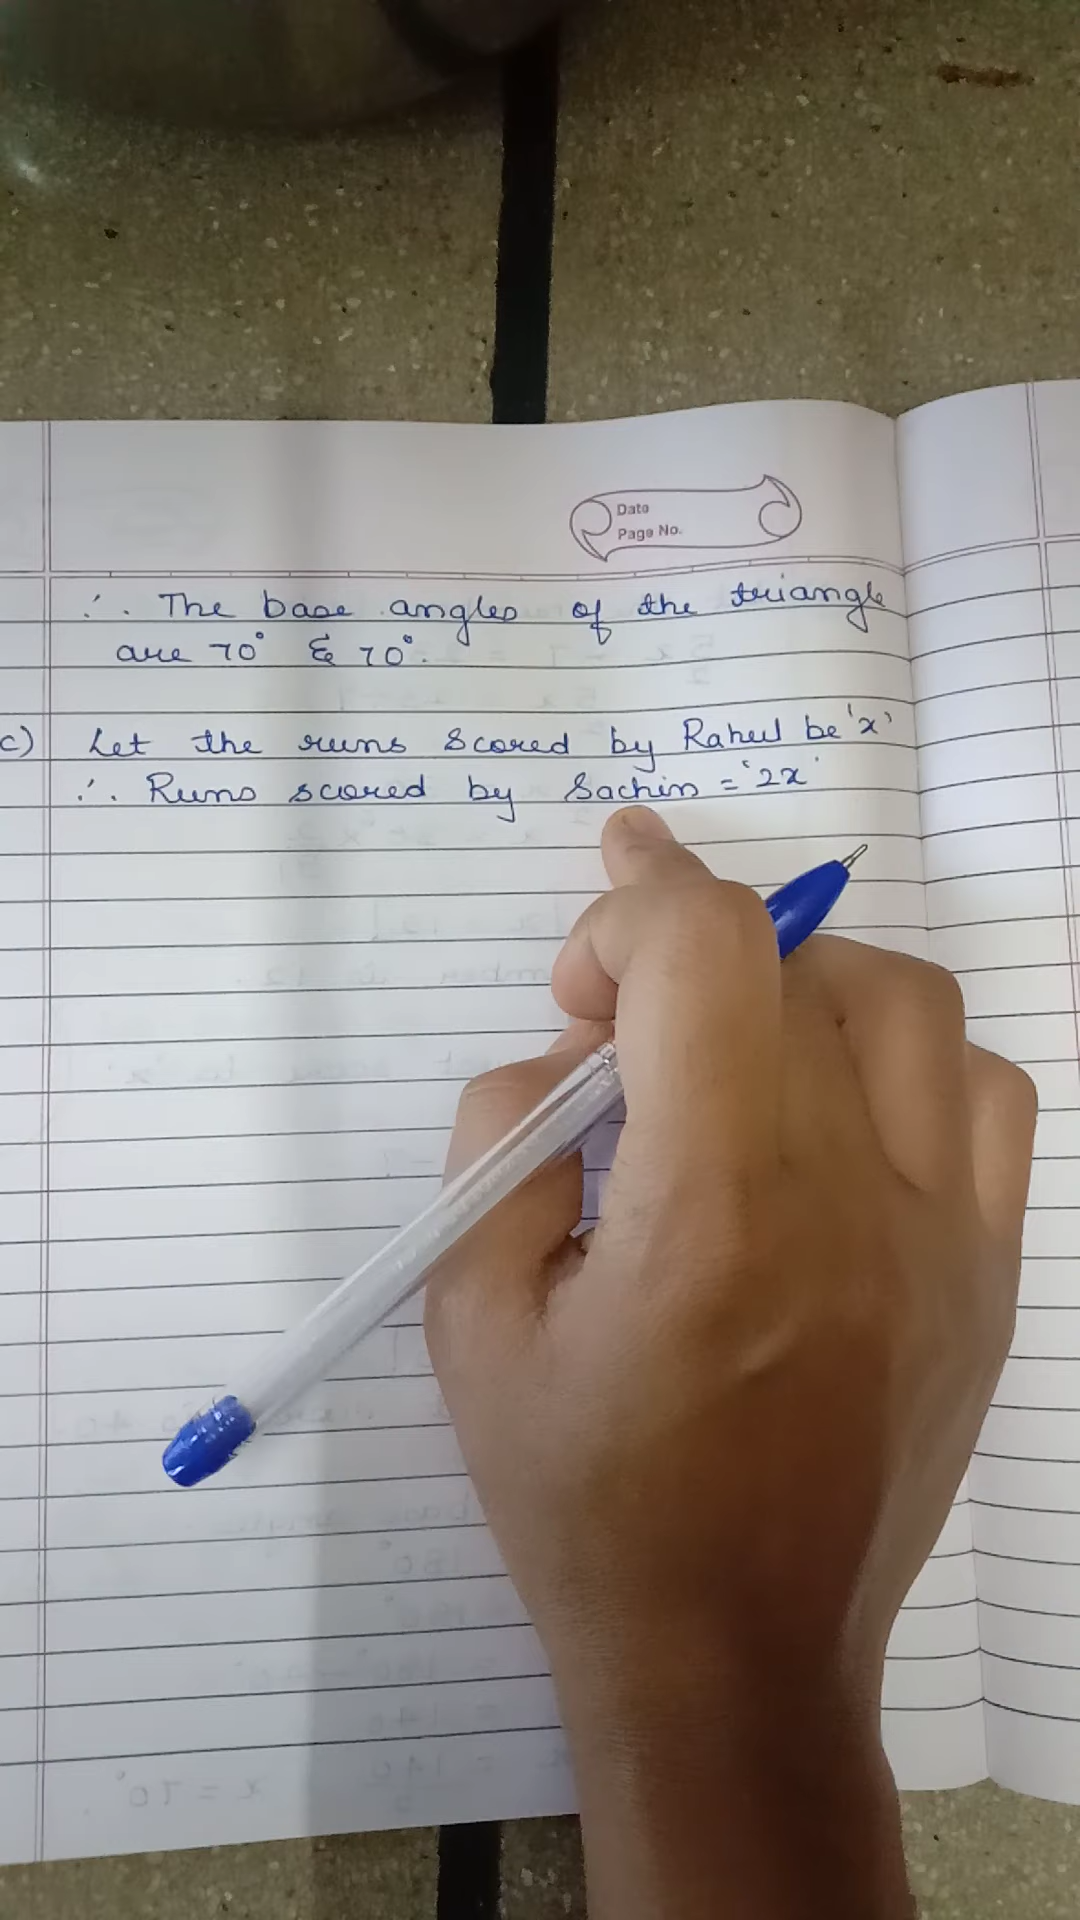 Date
Page No.
∴ The base angles of the triangle
are 70° & 70°.
c) Let the runs scored by Rahul be 'x'
∴ Runs scored by Sachin = '2x'